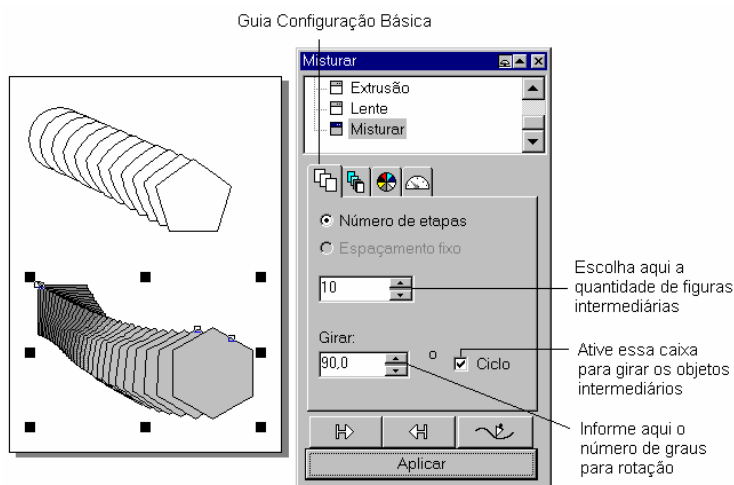 Guia Configuração Básica
Misturar
Extrusão
Lente
Misturar
Número de etapas
Espaçamento fixo
10
Escolha aqui a
quantidade de figuras
intermediárias
Girar:
90,0
o
Ciclo
Ative essa caixa
para girar os objetos
intermediários
Informe aqui o
número de graus
para rotação
Aplicar